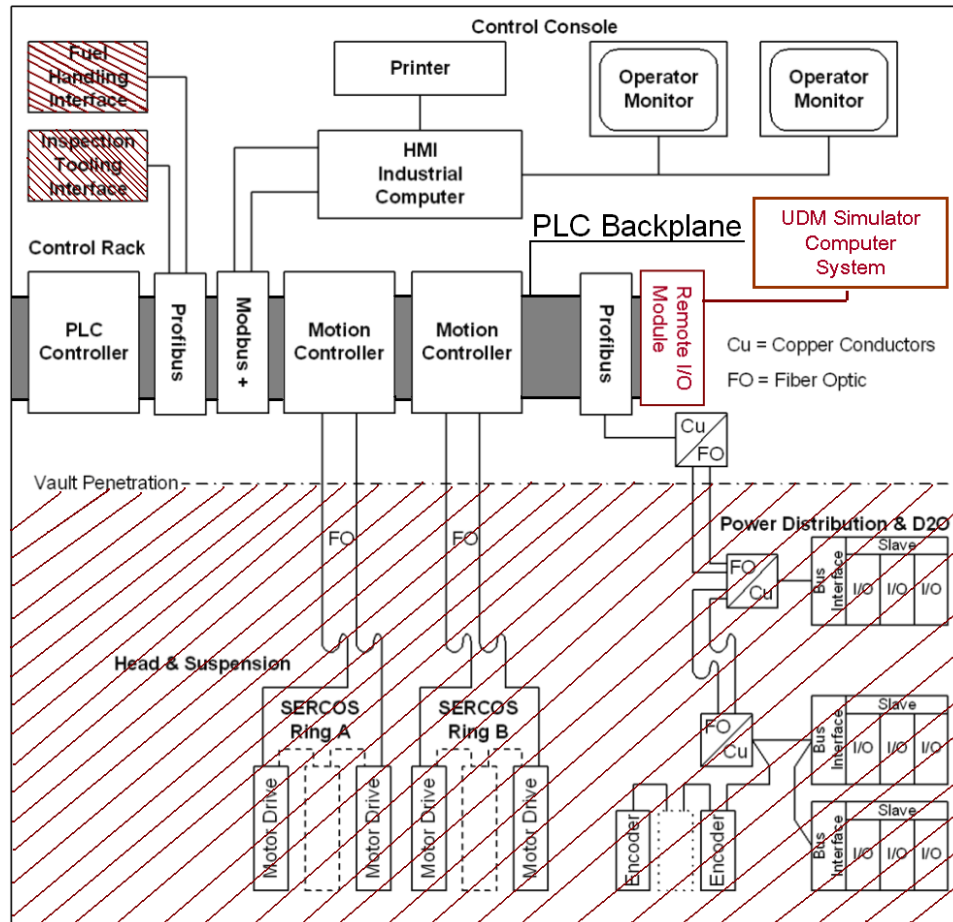 Control Console
Fuel
Handling
Interface
Printer
Operator
Monitor
Operator
Monitor
Inspection
Tooling
Interface
HMI
Industrial
Computer
PLC Backplane
UDM Simulator
Computer
System
Control Rack
PLC
Controller
Profibus
Modbus +
Motion
Controller
Motion
Controller
Profibus
Remote I/O
Module
Cu = Copper Conductors
FO = Fiber Optic
Cu
FO
Vault Penetration
FO
FO
Power Distribution & D2O
FO
Cu
Bus
Interface
Slave
I/O I/O I/O
Head & Suspension
SERCOS
Ring A
SERCOS
Ring B
FO
Cu
Bus
Interface
Slave
I/O I/O I/O
Motor Drive
Motor Drive
Motor Drive
Motor Drive
Encoder
Encoder
Bus
Interface
Slave
I/O I/O I/O